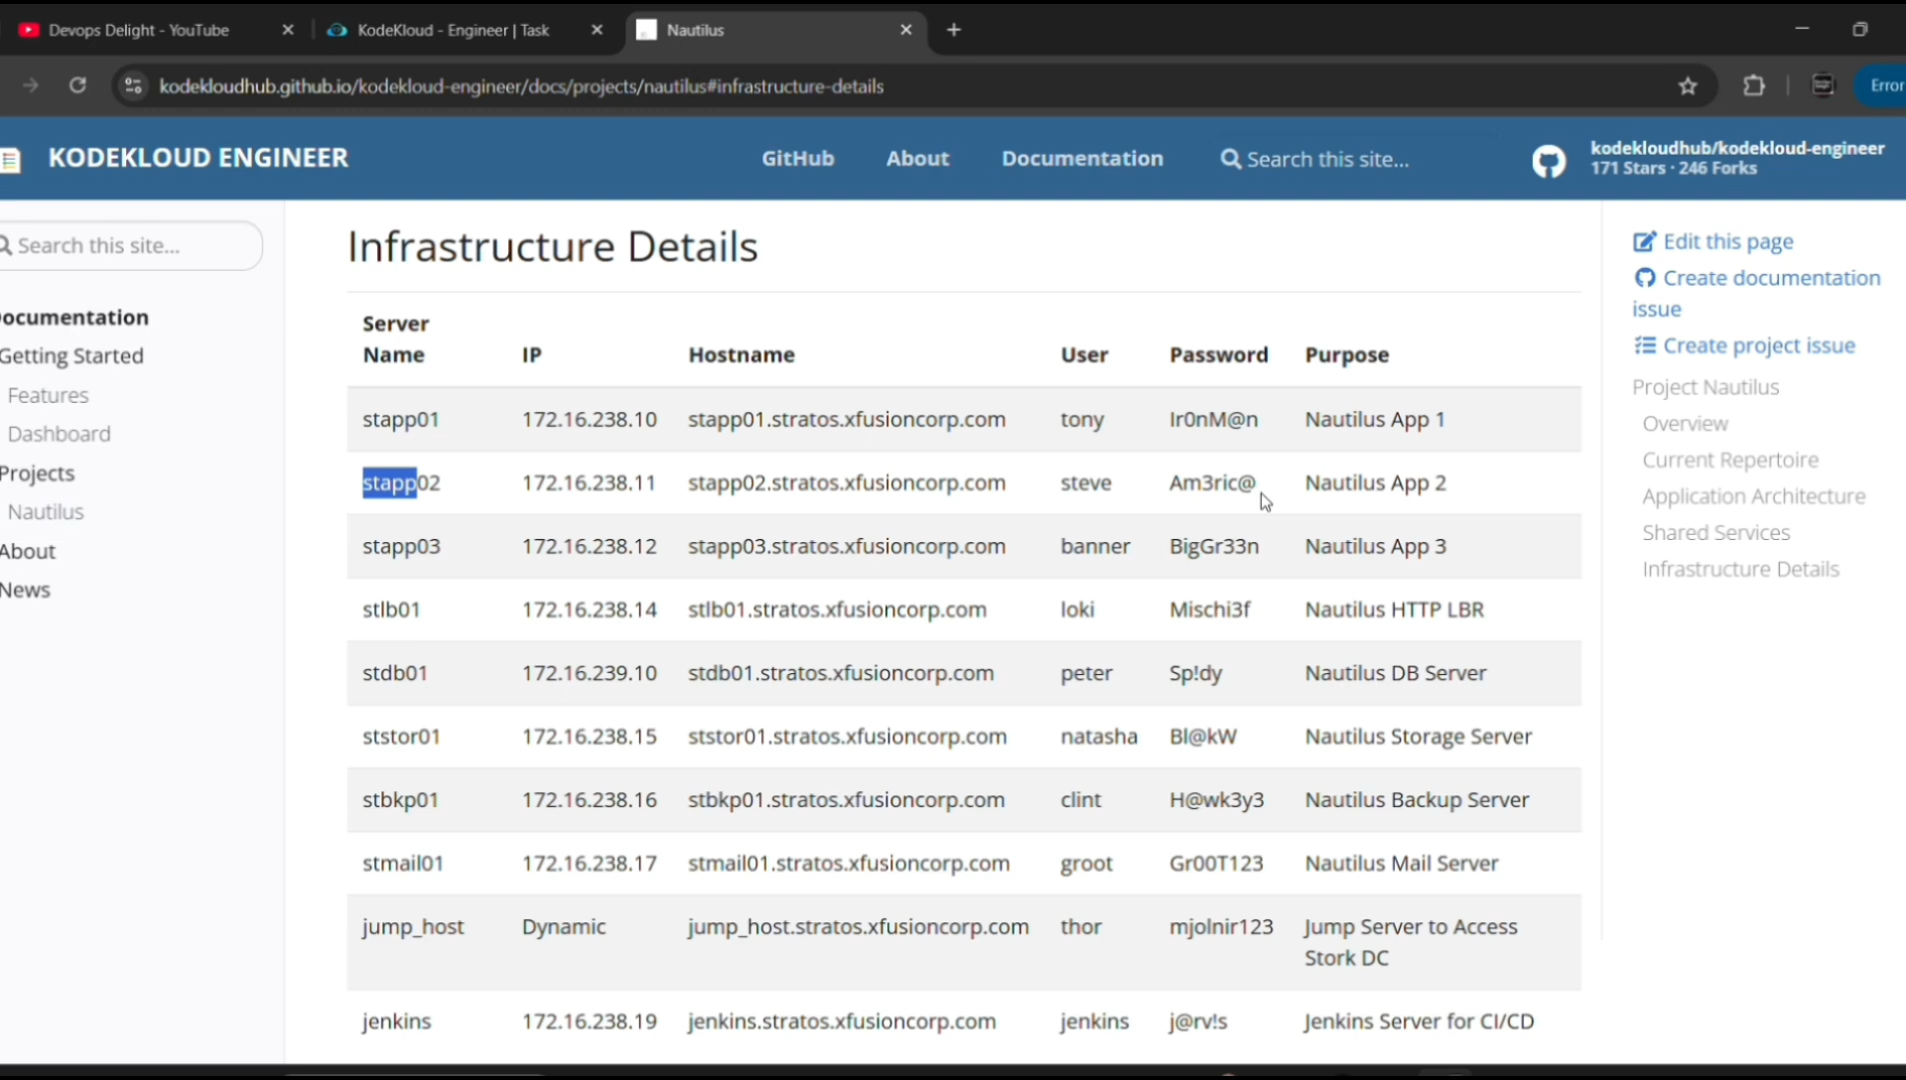 Devops Delight - YouTube
KodeKloud - Engineer | Task
Nautilus
kodekloudhub.github.io/kodekloud-engineer/docs/projects/nautilus#infrastructure-details
Error
KODEKLOUD ENGINEER
GitHub
About
Documentation
Search this site...
kodekloudhub/kodekloud-engineer
171 Stars · 246 Forks
Search this site...
ocumentation
Getting Started
Features
Dashboard
Projects
Nautilus
About
News
Infrastructure Details
Server Name IP Hostname User Password Purpose
stapp01 172.16.238.10 stapp01.stratos.xfusioncorp.com tony Ir0nM@n Nautilus App 1
stapp02 172.16.238.11 stapp02.stratos.xfusioncorp.com steve Am3ric@ Nautilus App 2
stapp03 172.16.238.12 stapp03.stratos.xfusioncorp.com banner BigGr33n Nautilus App 3
stlb01 172.16.238.14 stlb01.stratos.xfusioncorp.com loki Mischi3f Nautilus HTTP LBR
stdb01 172.16.239.10 stdb01.stratos.xfusioncorp.com peter Sp!dy Nautilus DB Server
ststor01 172.16.238.15 ststor01.stratos.xfusioncorp.com natasha Bl@kW Nautilus Storage Server
stbkp01 172.16.238.16 stbkp01.stratos.xfusioncorp.com clint H@wk3y3 Nautilus Backup Server
stmail01 172.16.238.17 stmail01.stratos.xfusioncorp.com groot Gr00T123 Nautilus Mail Server
jump_host Dynamic jump_host.stratos.xfusioncorp.com thor mjolnir123 Jump Server to Access
Stork DC
jenkins 172.16.238.19 jenkins.stratos.xfusioncorp.com jenkins j@rv!s Jenkins Server for CI/CD
Edit this page
Create documentation
issue
Create project issue
Project Nautilus
Overview
Current Repertoire
Application Architecture
Shared Services
Infrastructure Details